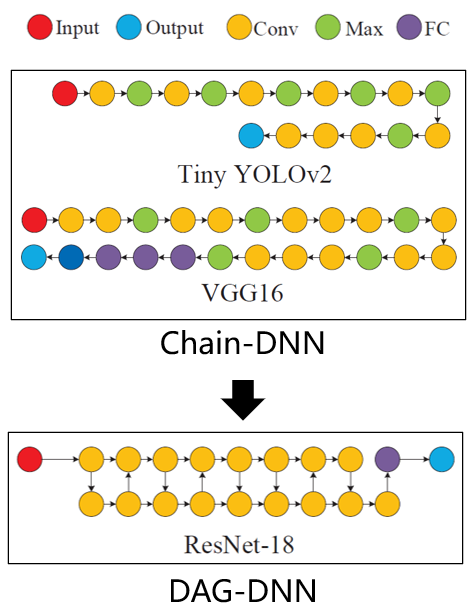 Input Output Conv Max FC
Tiny YOLOv2
VGG16
Chain-DNN
ResNet-18
DAG-DNN